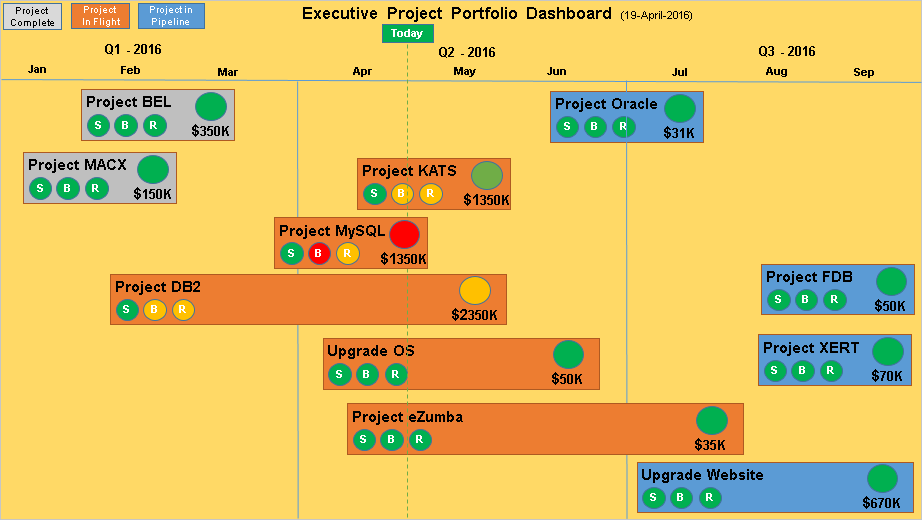 Project
Complete
Project
In Flight
Project in
Pipeline
Executive Project Portfolio Dashboard (19-April-2016)
Today
Q1 - 2016
Q2 - 2016
Q3 - 2016
Jan
Feb
Mar
Apr
May
Jun
Jul
Aug
Sep
Project BEL
S B R
$350K
Project Oracle
S B R
$31K
Project MACX
S B R
$150K
Project KATS
S B R
$1350K
Project MySQL
S B R
$1350K
Project DB2
S B R
$2350K
Project FDB
S B R
$50K
Upgrade OS
S B R
$50K
Project XERT
S B R
$70K
Project eZumba
S B R
$35K
Upgrade Website
S B R
$670K